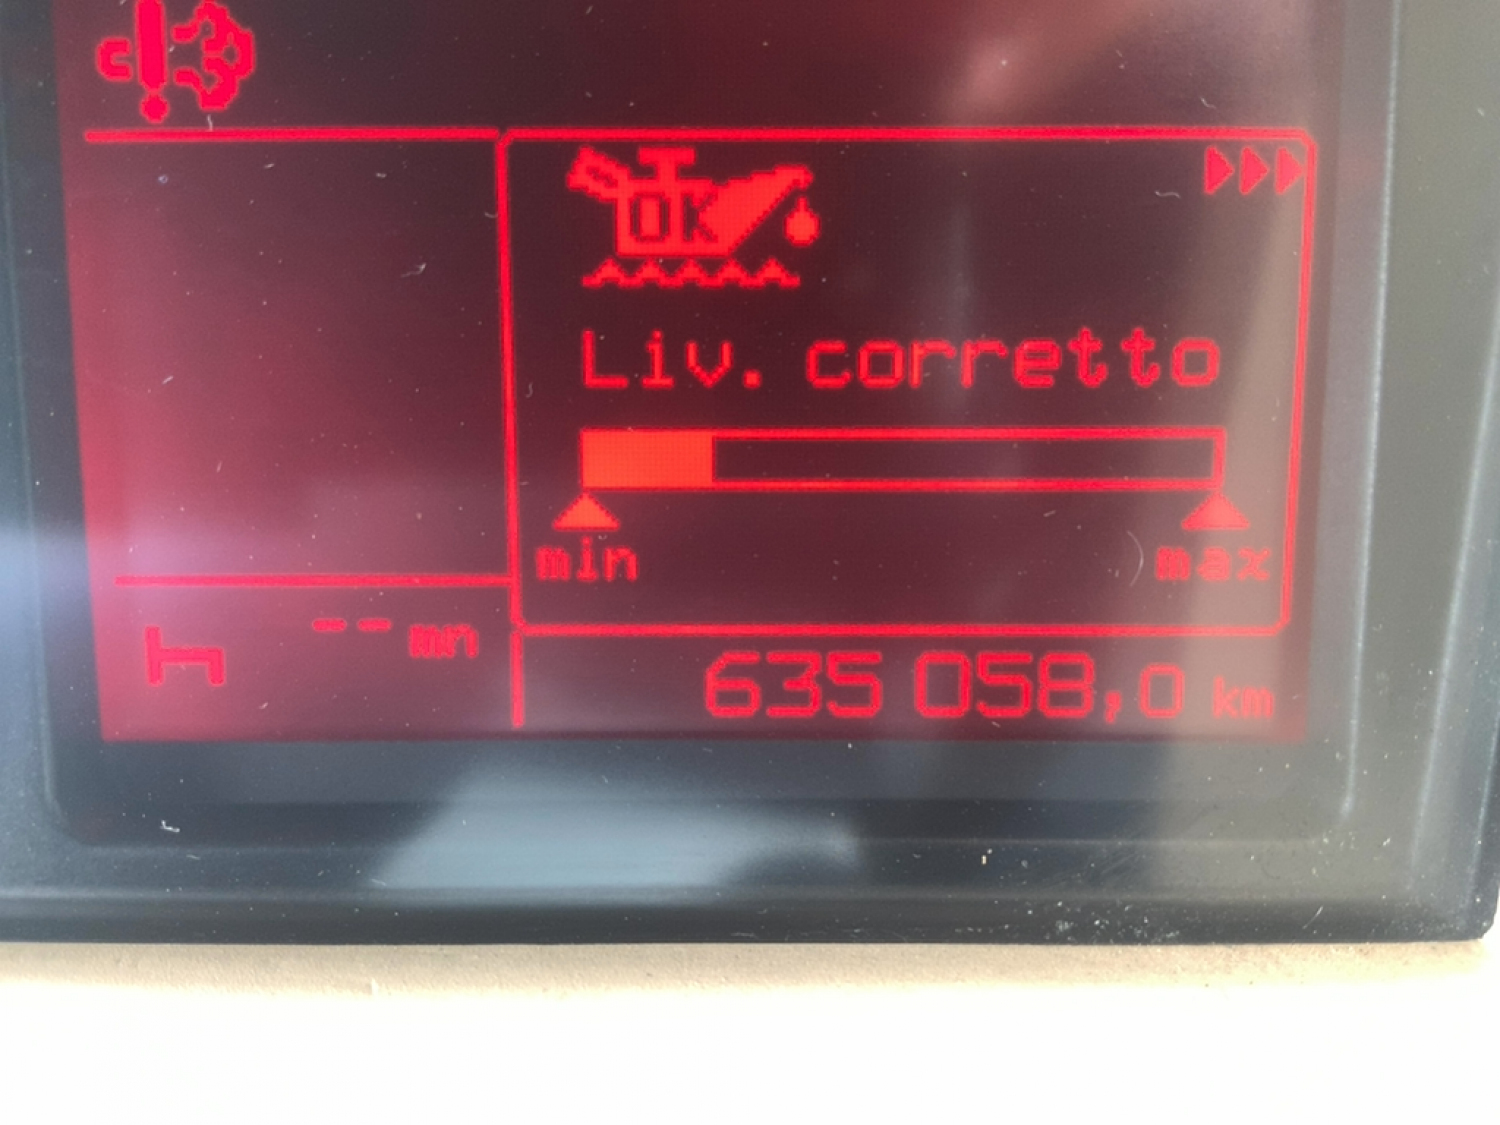 OK
Liv. corretto
min max
-- mn
635 058,0 km